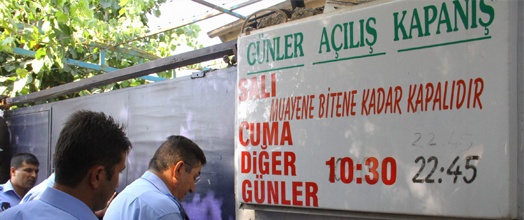 GÜNLER AÇILIŞ KAPANIŞ
SALI
MUAYENE BİTENE KADAR KAPALIDIR
CUMA
DİĞER 10:30 22:45
GÜNLER